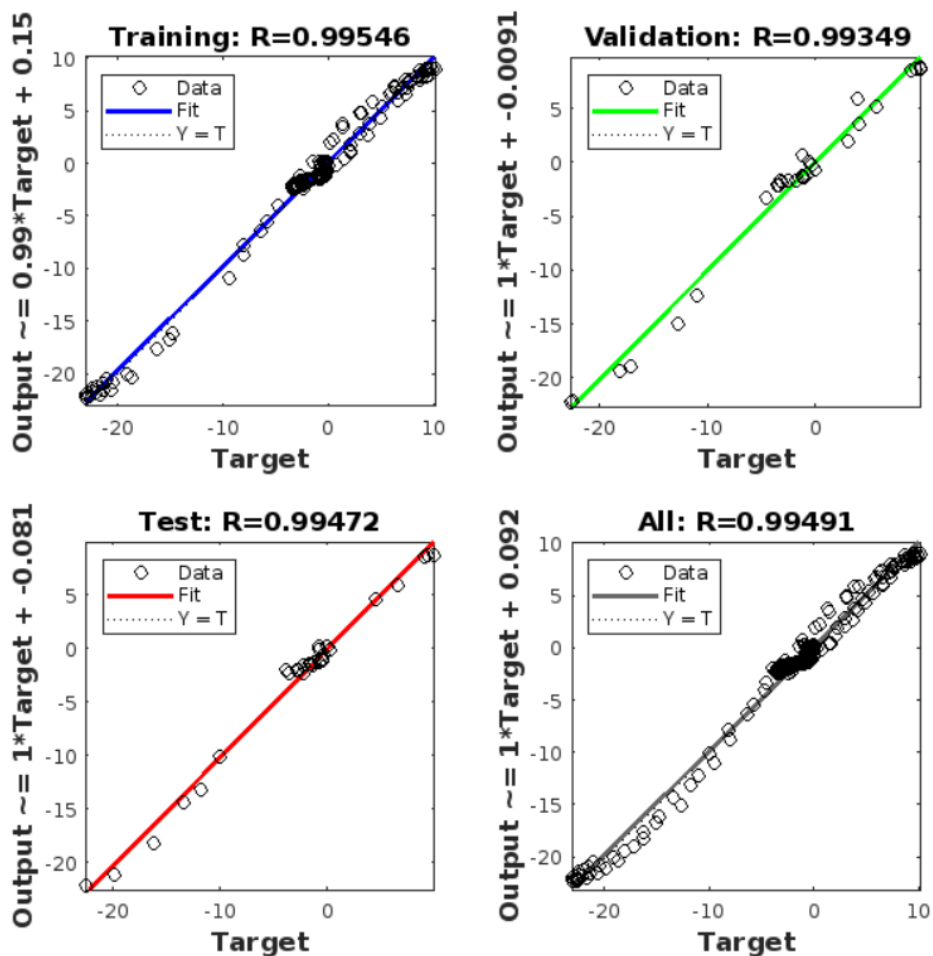 Training: R=0.99546
Output ~= 0.99*Target + 0.15
10
5
0
-5
-10
-15
-20
Data
Fit
Y = T
-20
-10
0
10
Target
Validation: R=0.99349
Output ~= 1*Target + -0.0091
5
0
-5
-10
-15
-20
Data
Fit
Y = T
-20
-10
0
Target
Test: R=0.99472
Output ~= 1*Target + -0.081
5
0
-5
-10
-15
-20
Data
Fit
Y = T
-20
-10
0
Target
All: R=0.99491
Output ~= 1*Target + 0.092
10
5
0
-5
-10
-15
-20
Data
Fit
Y = T
-20
-10
0
10
Target